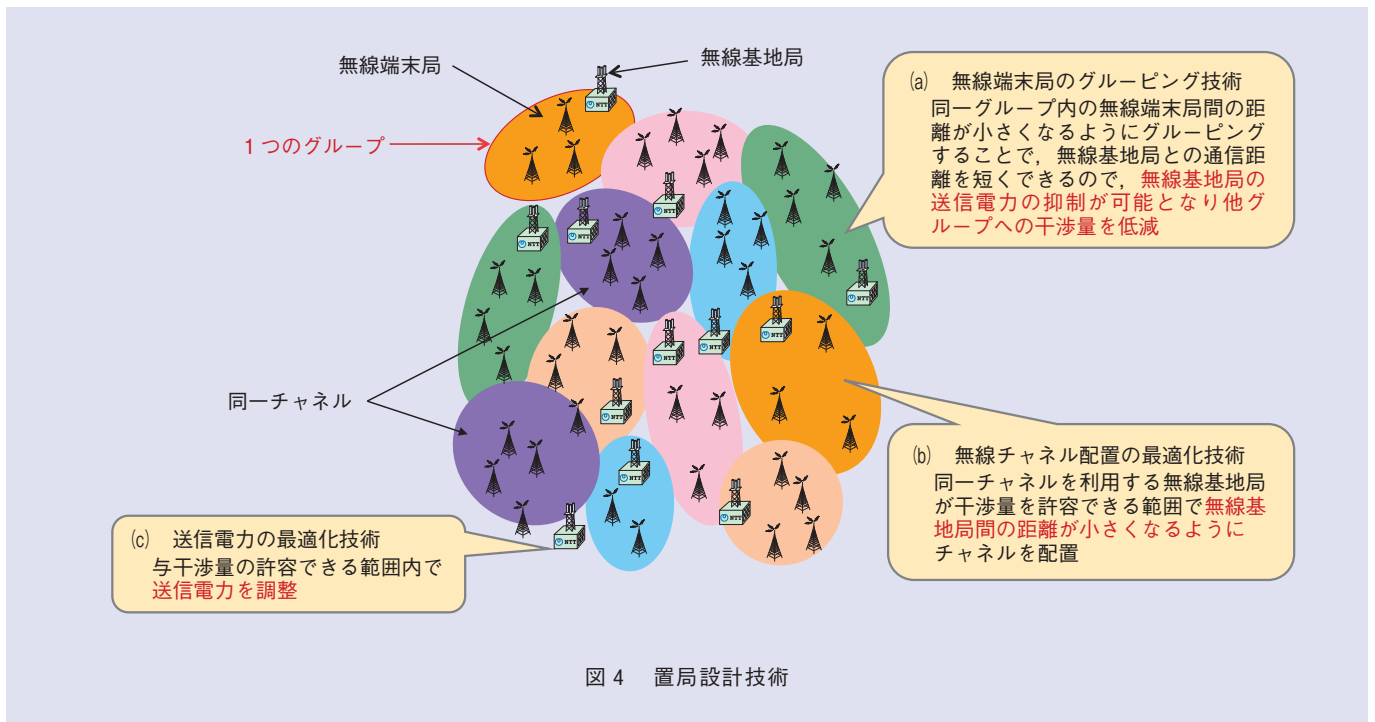 無線端末局
無線基地局
1つのグループ
同一チャネル
(a) 無線端末局のグルーピング技術
同一グループ内の無線端末局間の距
離が小さくなるようにグルーピング
することで，無線基地局との通信距
離を短くできるので，無線基地局の
送信電力の抑制が可能となり他グ
ループへの干渉量を低減
(b) 無線チャネル配置の最適化技術
同一チャネルを利用する無線基地局
が干渉量を許容できる範囲で無線基
地局間の距離が小さくなるように
チャネルを配置
(c) 送信電力の最適化技術
与干渉量の許容できる範囲内で
送信電力を調整
NTT
NTT
NTT
NTT
NTT
NTT
NTT
NTT
NTT
NTT
NTT
NTT
図4 置局設計技術